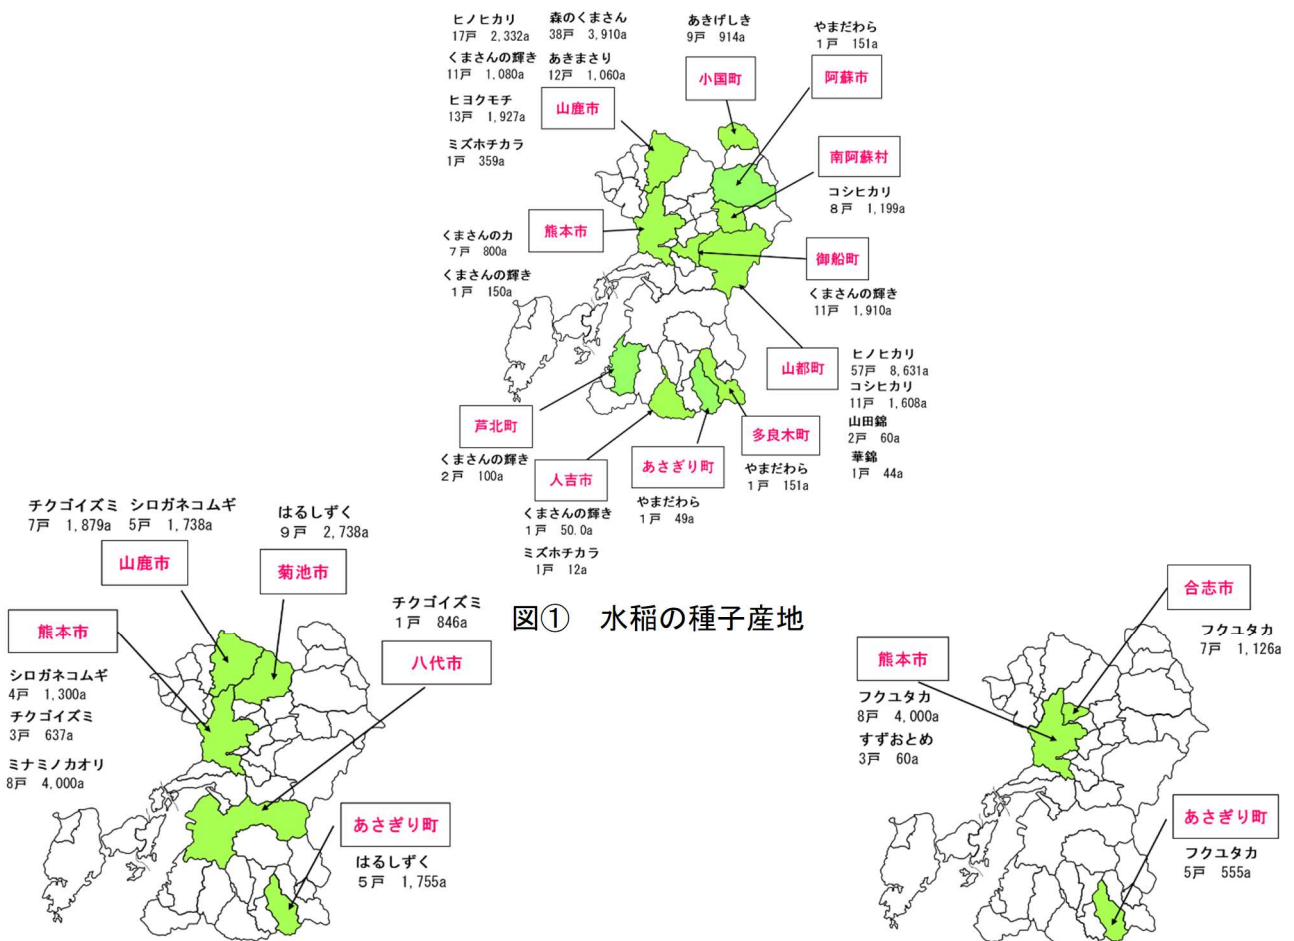 ヒノヒカリ
17戸 2,332a
森のくまさん
38戸 3,910a
くまさんの輝き
11戸 1,080a
あきまさり
12戸 1,060a
ヒヨクモチ
13戸 1,927a
ミズホチカラ
1戸 359a
山鹿市
あきげしき
9戸 914a
小国町
やまだわら
1戸 151a
阿蘇市
南阿蘇村
コシヒカリ
8戸 1,199a
熊本市
くまさんの力
7戸 800a
くまさんの輝き
1戸 150a
御船町
くまさんの輝き
11戸 1,910a
山都町
ヒノヒカリ
57戸 8,631a
コシヒカリ
11戸 1,608a
山田錦
2戸 60a
華錦
1戸 44a
芦北町
くまさんの輝き
2戸 100a
人吉市
くまさんの輝き
1戸 50.0a
ミズホチカラ
1戸 12a
あさぎり町
やまだわら
1戸 49a
多良木町
やまだわら
1戸 151a
図① 水稲の種子産地
チクゴイズミ
7戸 1,879a
シロガネコムギ
5戸 1,738a
山鹿市
はるしずく
9戸 2,738a
菊池市
熊本市
シロガネコムギ
4戸 1,300a
チクゴイズミ
3戸 637a
ミナミノカオリ
8戸 4,000a
チクゴイズミ
1戸 846a
八代市
あさぎり町
はるしずく
5戸 1,755a
合志市
フクユタカ
7戸 1,126a
熊本市
フクユタカ
8戸 4,000a
すずおとめ
3戸 60a
あさぎり町
フクユタカ
5戸 555a